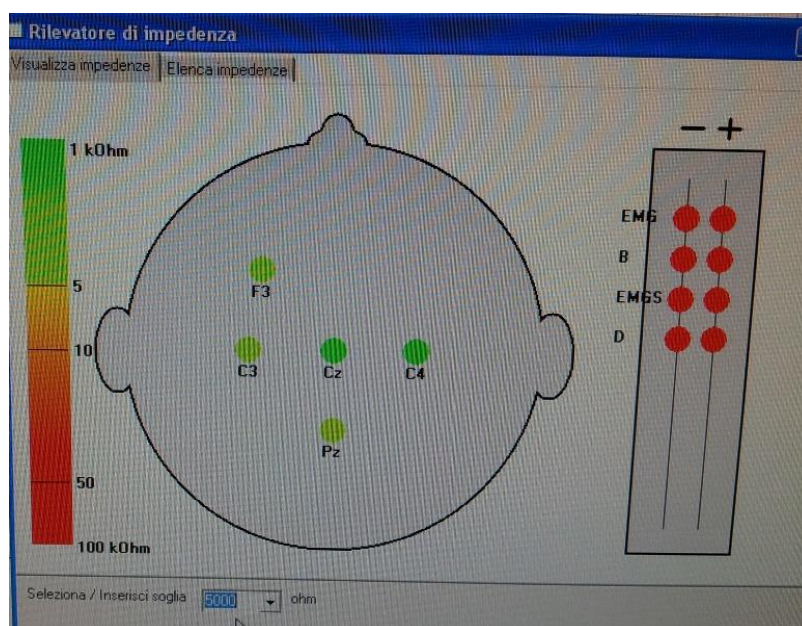 Rilevatore di impedenza
Visualizza impedenze
Elenca impedenze
- +
1 kOhm
EMG
B
F3
5
EMGS
D
10
C3
Cz
C4
Pz
50
100 kOhm
Seleziona / Inserisci soglia 5000 ohm